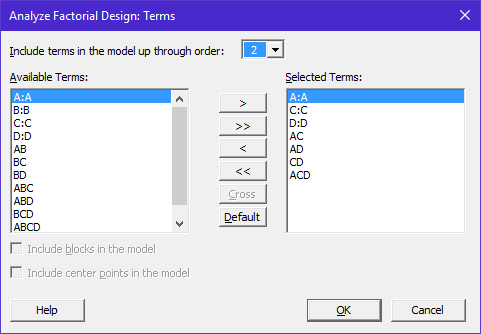 Analyze Factorial Design: Terms
Include terms in the model up through order: 2
Available Terms:
A:A
B:B
C:C
D:D
AB
BC
BD
ABC
ABD
BCD
ABCD
>
>>
<
<<
Cross
Default
Selected Terms:
A:A
C:C
D:D
AC
AD
CD
ACD
Include blocks in the model
Include center points in the model
Help
OK
Cancel